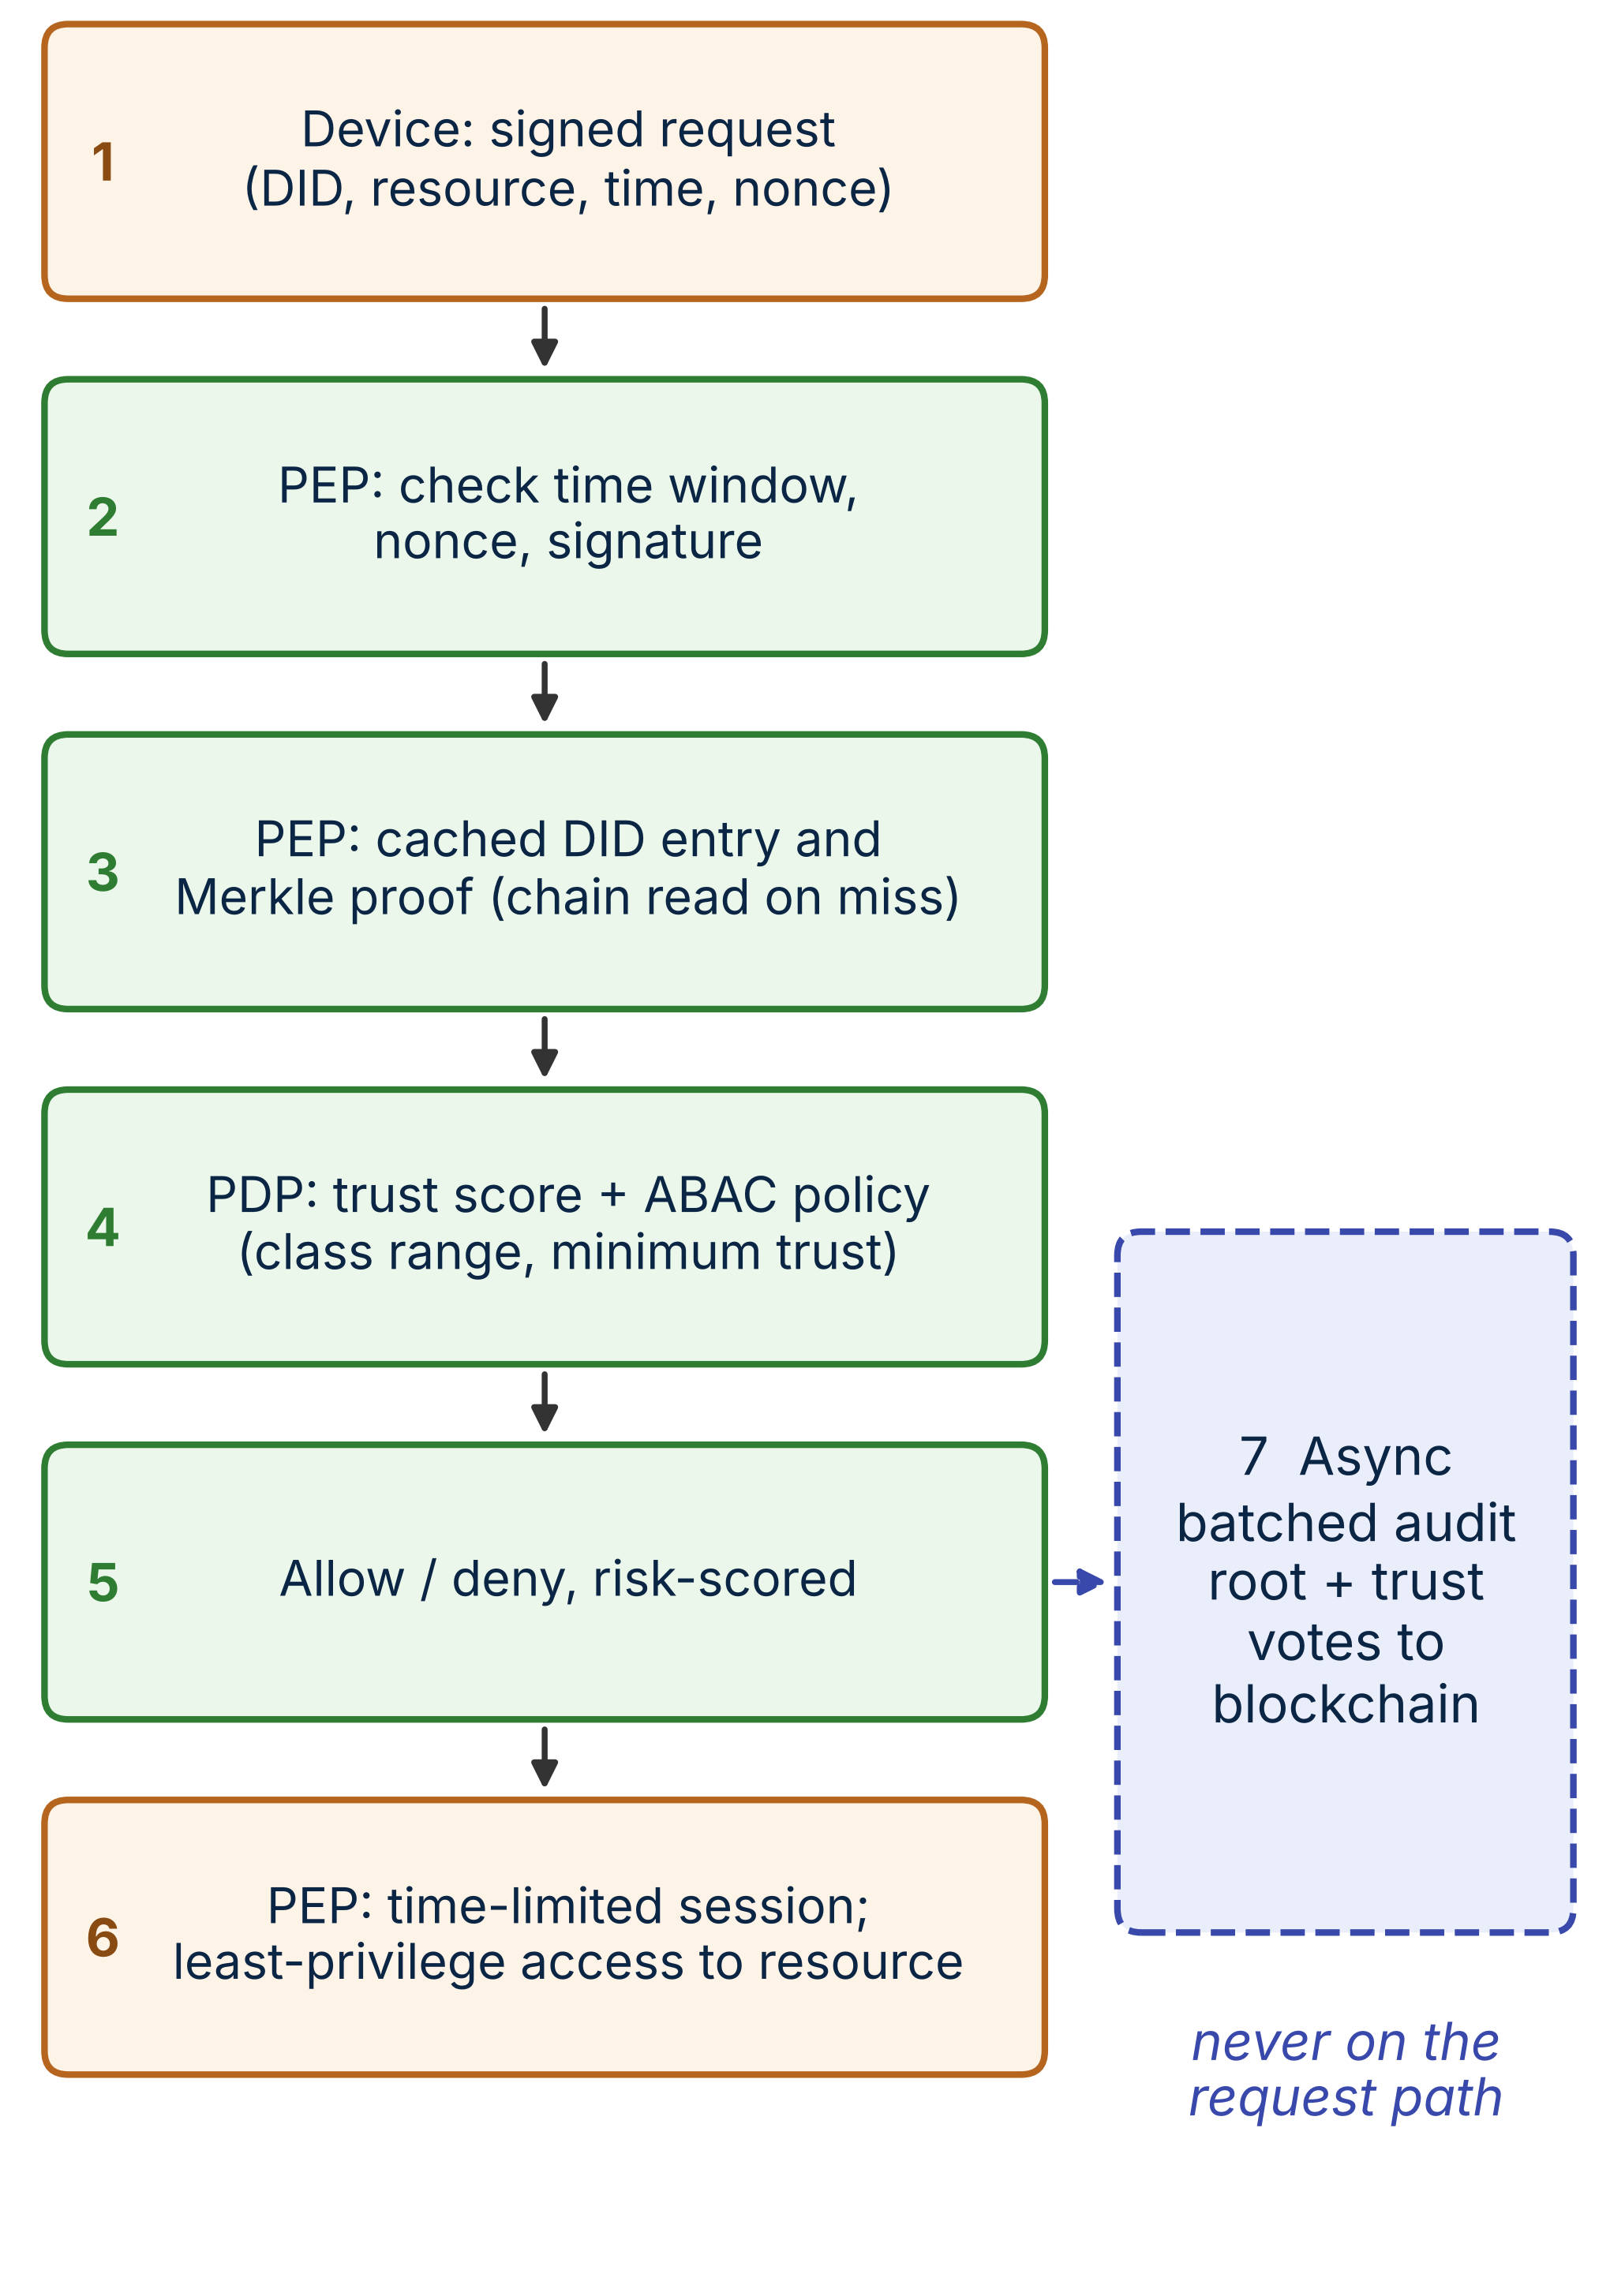 1
Device: signed request
(DID, resource, time, nonce)
2
PEP: check time window,
nonce, signature
3
PEP: cached DID entry and
Merkle proof (chain read on miss)
4
PDP: trust score + ABAC policy
(class range, minimum trust)
5
Allow / deny, risk-scored
6
PEP: time-limited session;
least-privilege access to resource
7 Async
batched audit
root + trust
votes to
blockchain
never on the
request path